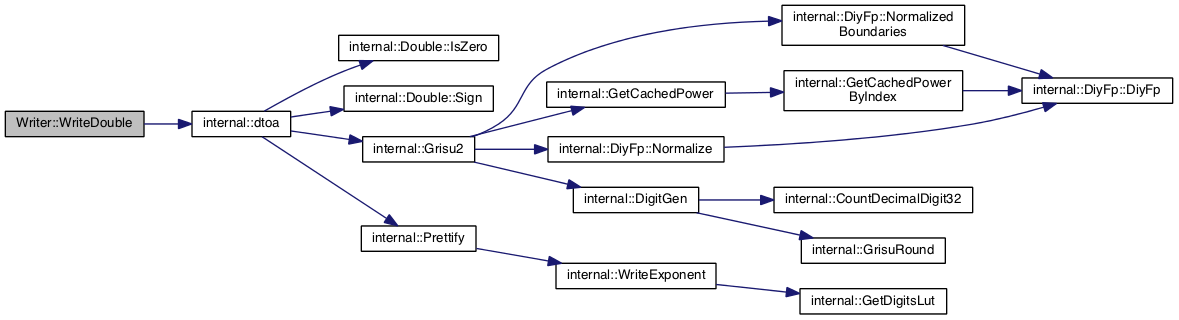 Writer::WriteDouble
internal::dtoa
internal::Double::IsZero
internal::Double::Sign
internal::Grisu2
internal::Prettify
internal::DiyFp::Normalized
Boundaries
internal::GetCachedPower
internal::GetCachedPower
ByIndex
internal::DiyFp::DiyFp
internal::DiyFp::Normalize
internal::DigitGen
internal::CountDecimalDigit32
internal::GrisuRound
internal::WriteExponent
internal::GetDigitsLut